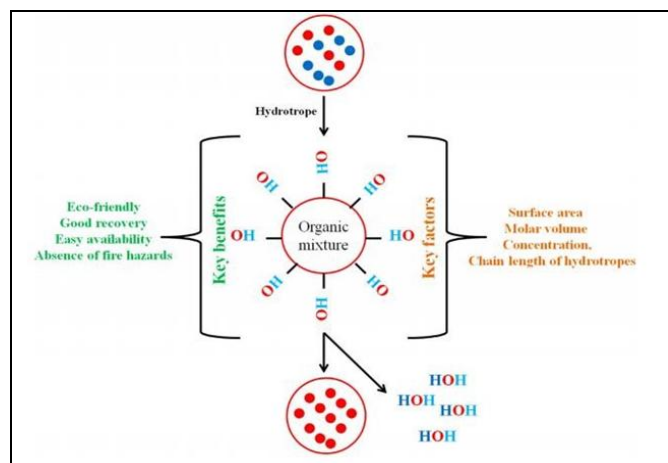 Hydrotrope
Eco-friendly
Good recovery
Easy availability
Absence of fire hazards
Key benefits
OH
OH
HO
OH
Organic
mixture
HO
OH
HO
OH
Key factors
Surface area
Molar volume
Concentration,
Chain length of hydrotropes
HOH
HOH
HOH
HOH